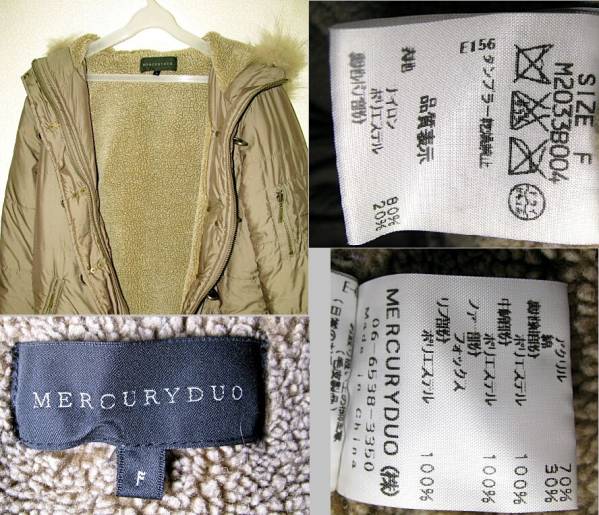 MERCURYDUO
SIZE F
M2033B004
タンブラー乾燥禁止
E156
品質表示
表地
ナイロン 80%
ポリエステル 20%
MERCURYDUO
F
アクリル 70%
綿 30%
ポリエステル 100%
中綿部分
ポリエステル 100%
ファー部分
フォックス
リブ部分
ポリエステル 100%
MERCURYDUO (株)
06-6538-3350
Made in China